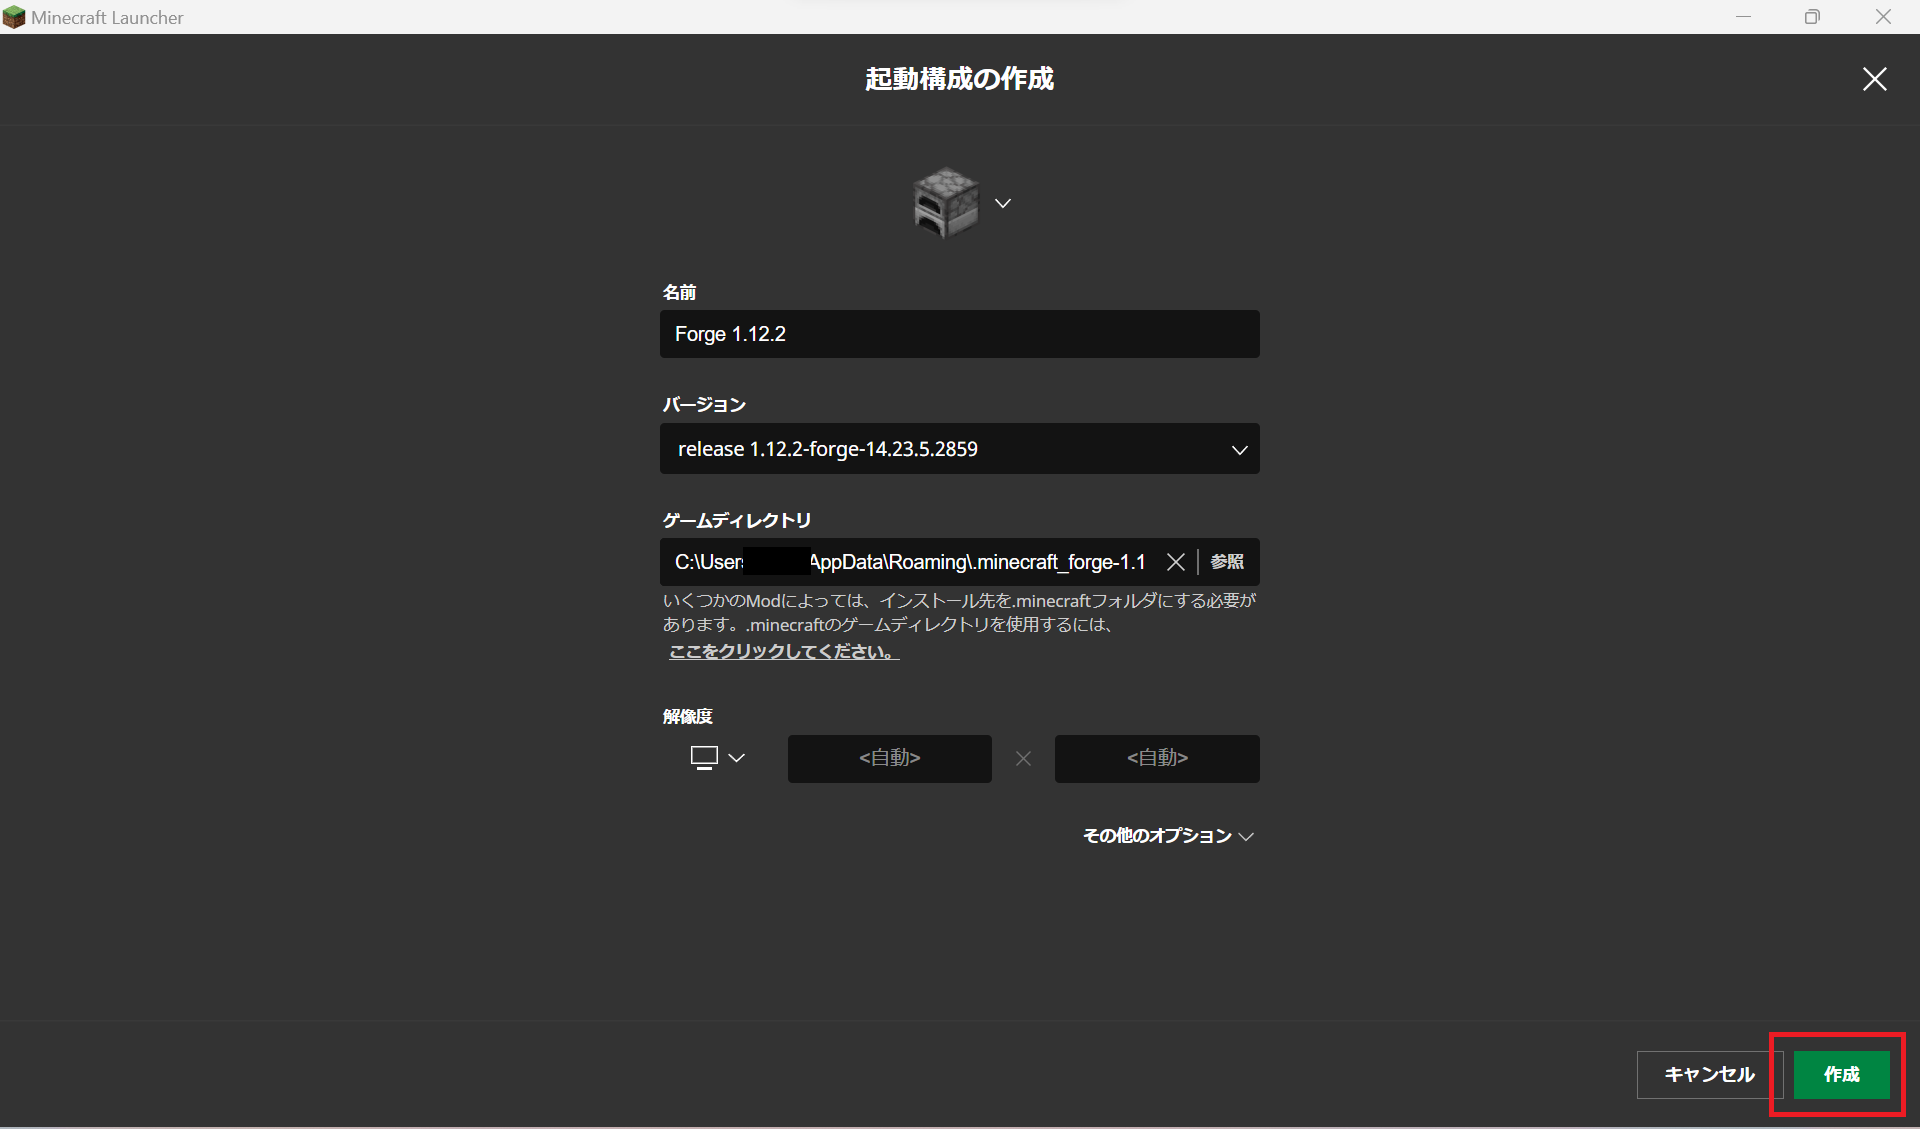 Minecraft Launcher
起動構成の作成
名前
Forge 1.12.2
バージョン
release 1.12.2-forge-14.23.5.2859
ゲームディレクトリ
C:\Users AppData\Roaming\.minecraft_forge-1.1 参照
いくつかのModによっては、インストール先を.minecraftフォルダにする必要が
あります。.minecraftのゲームディレクトリを使用するには、
ここをクリックしてください。
解像度
<自動> <自動>
その他のオプション
キャンセル 作成